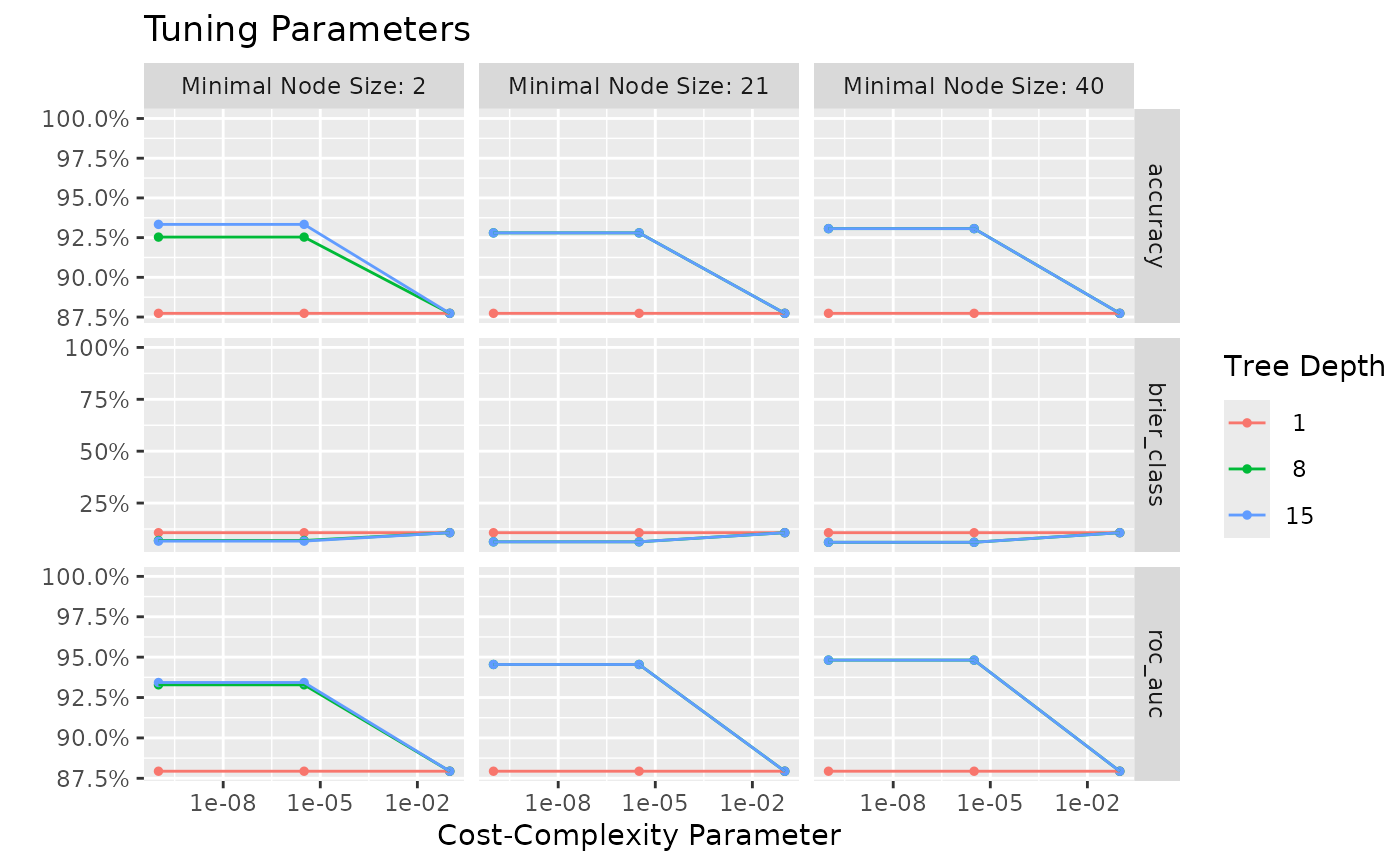 Tuning Parameters
Minimal Node Size: 2
Minimal Node Size: 21
Minimal Node Size: 40
100.0%
97.5%
95.0%
92.5%
90.0%
87.5%
accuracy
100%
75%
50%
25%
brier_class
100.0%
97.5%
95.0%
92.5%
90.0%
87.5%
roc_auc
1e-08
1e-05
1e-02
1e-08
1e-05
1e-02
1e-08
1e-05
1e-02
Cost-Complexity Parameter
Tree Depth
1
8
15